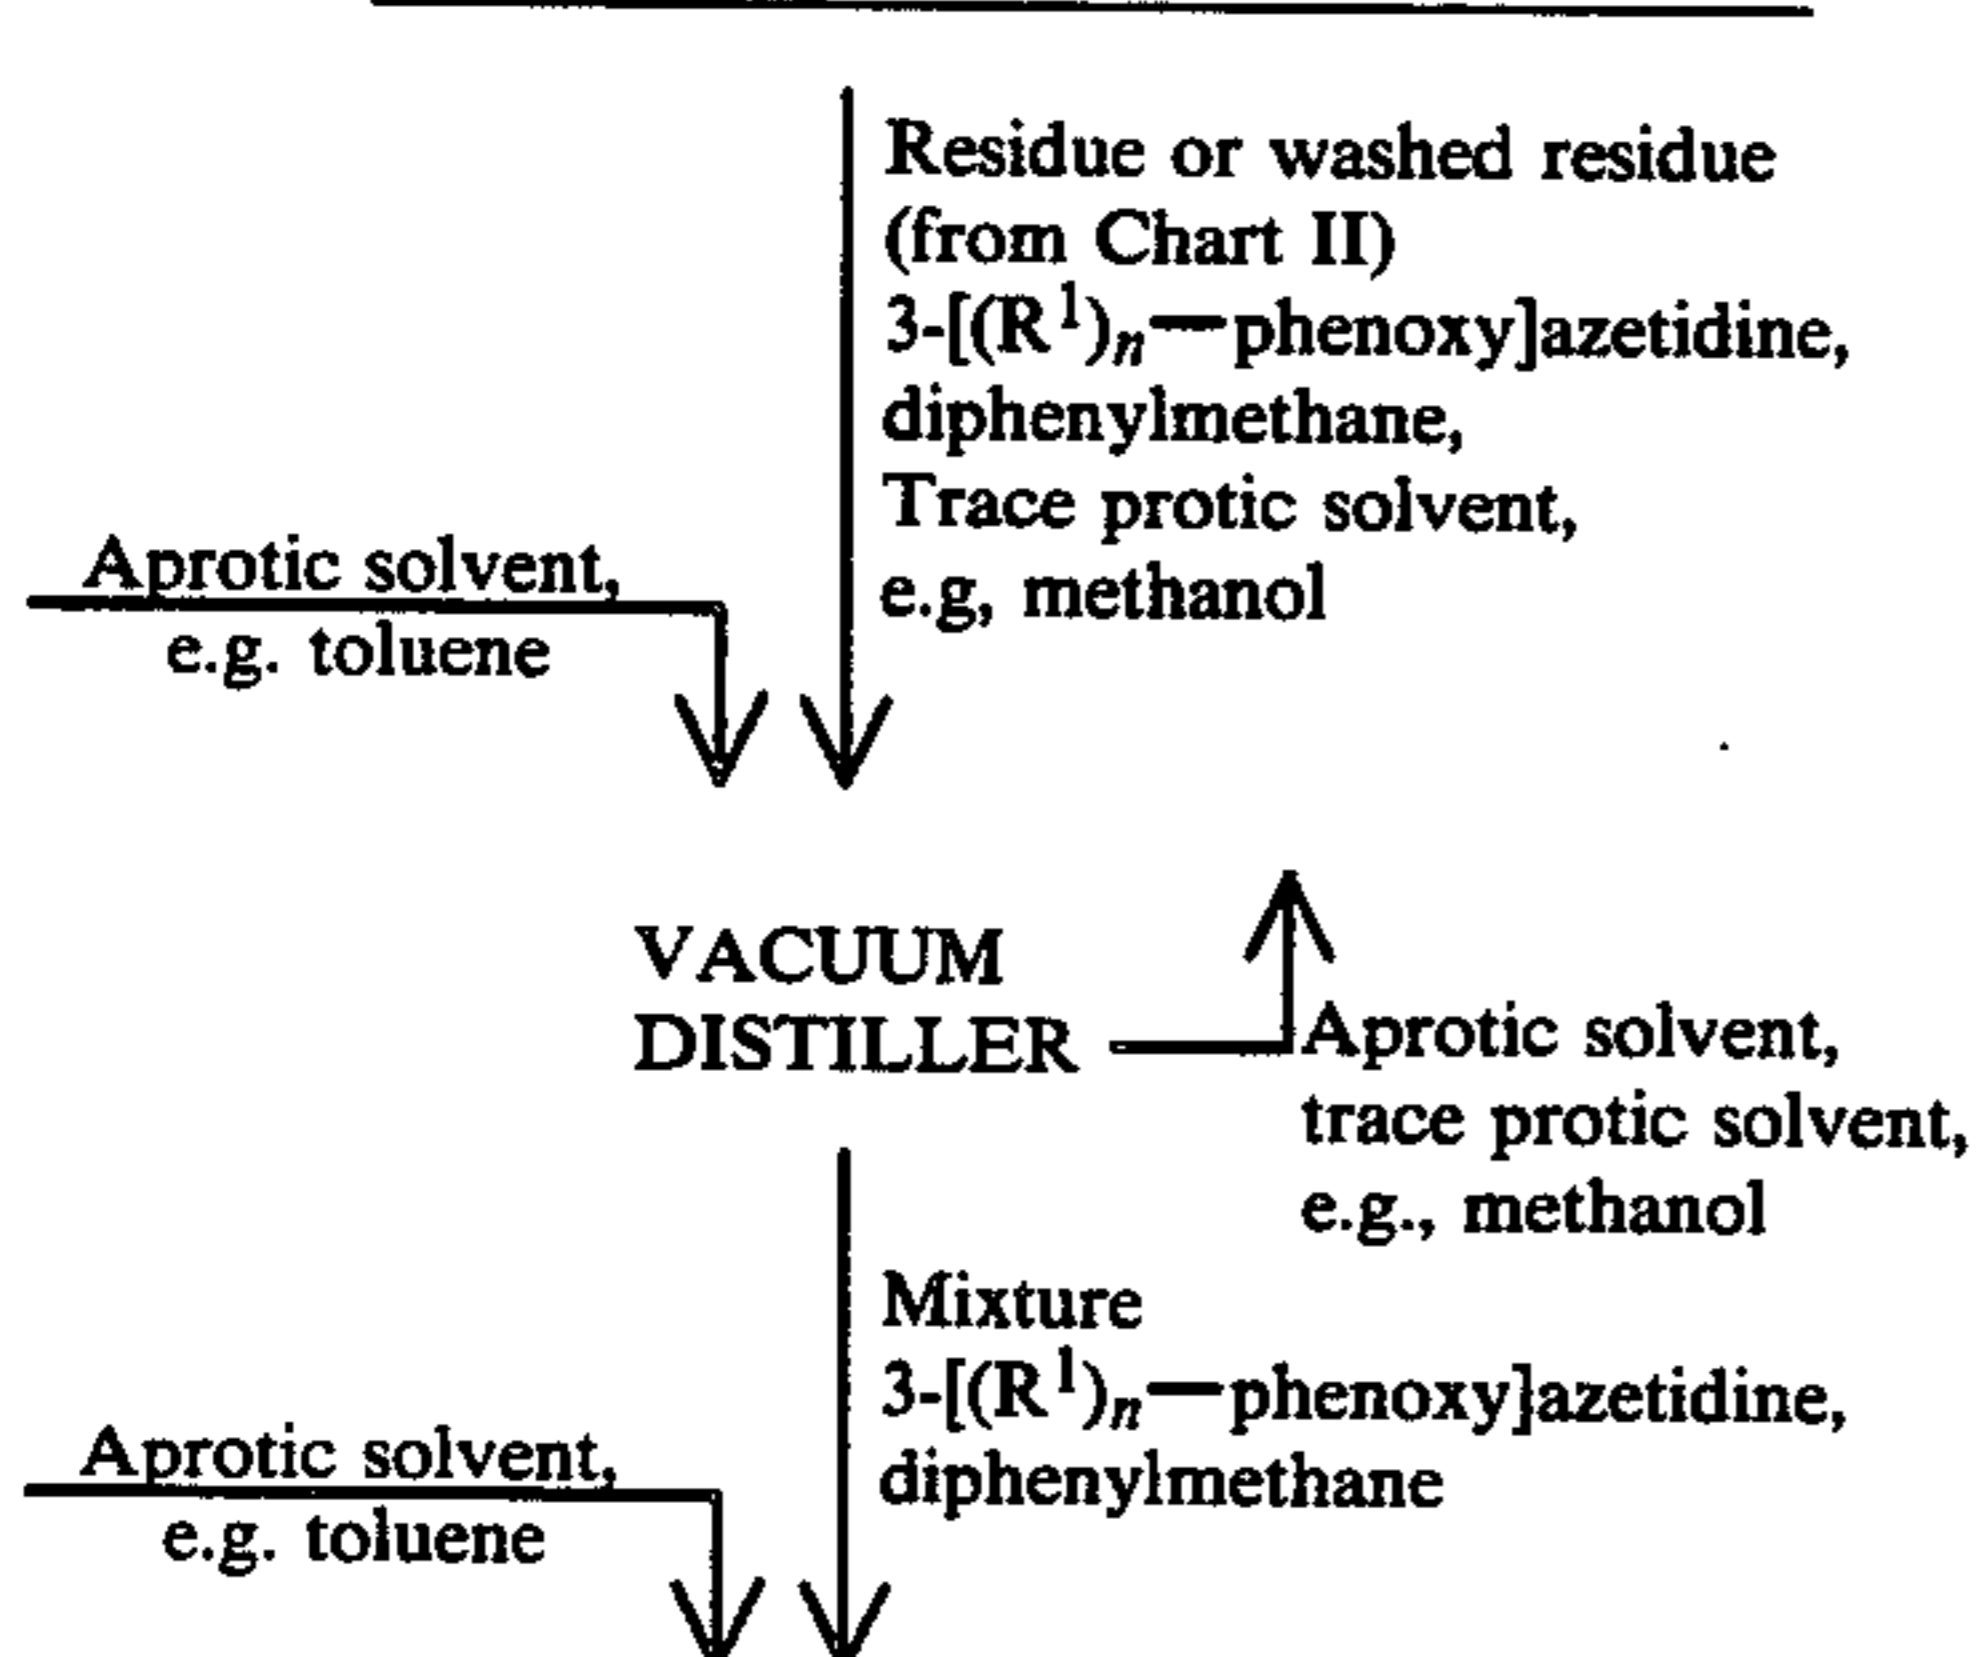 Residue or washed residue
(from Chart II)
3-[(R¹)ₙ—phenoxy]azetidine,
diphenylmethane,
Trace protic solvent,
e.g, methanol
Aprotic solvent,
e.g. toluene
VACUUM
DISTILLER
Aprotic solvent,
trace protic solvent,
e.g., methanol
Mixture
3-[(R¹)ₙ—phenoxy]azetidine,
diphenylmethane
Aprotic solvent,
e.g. toluene